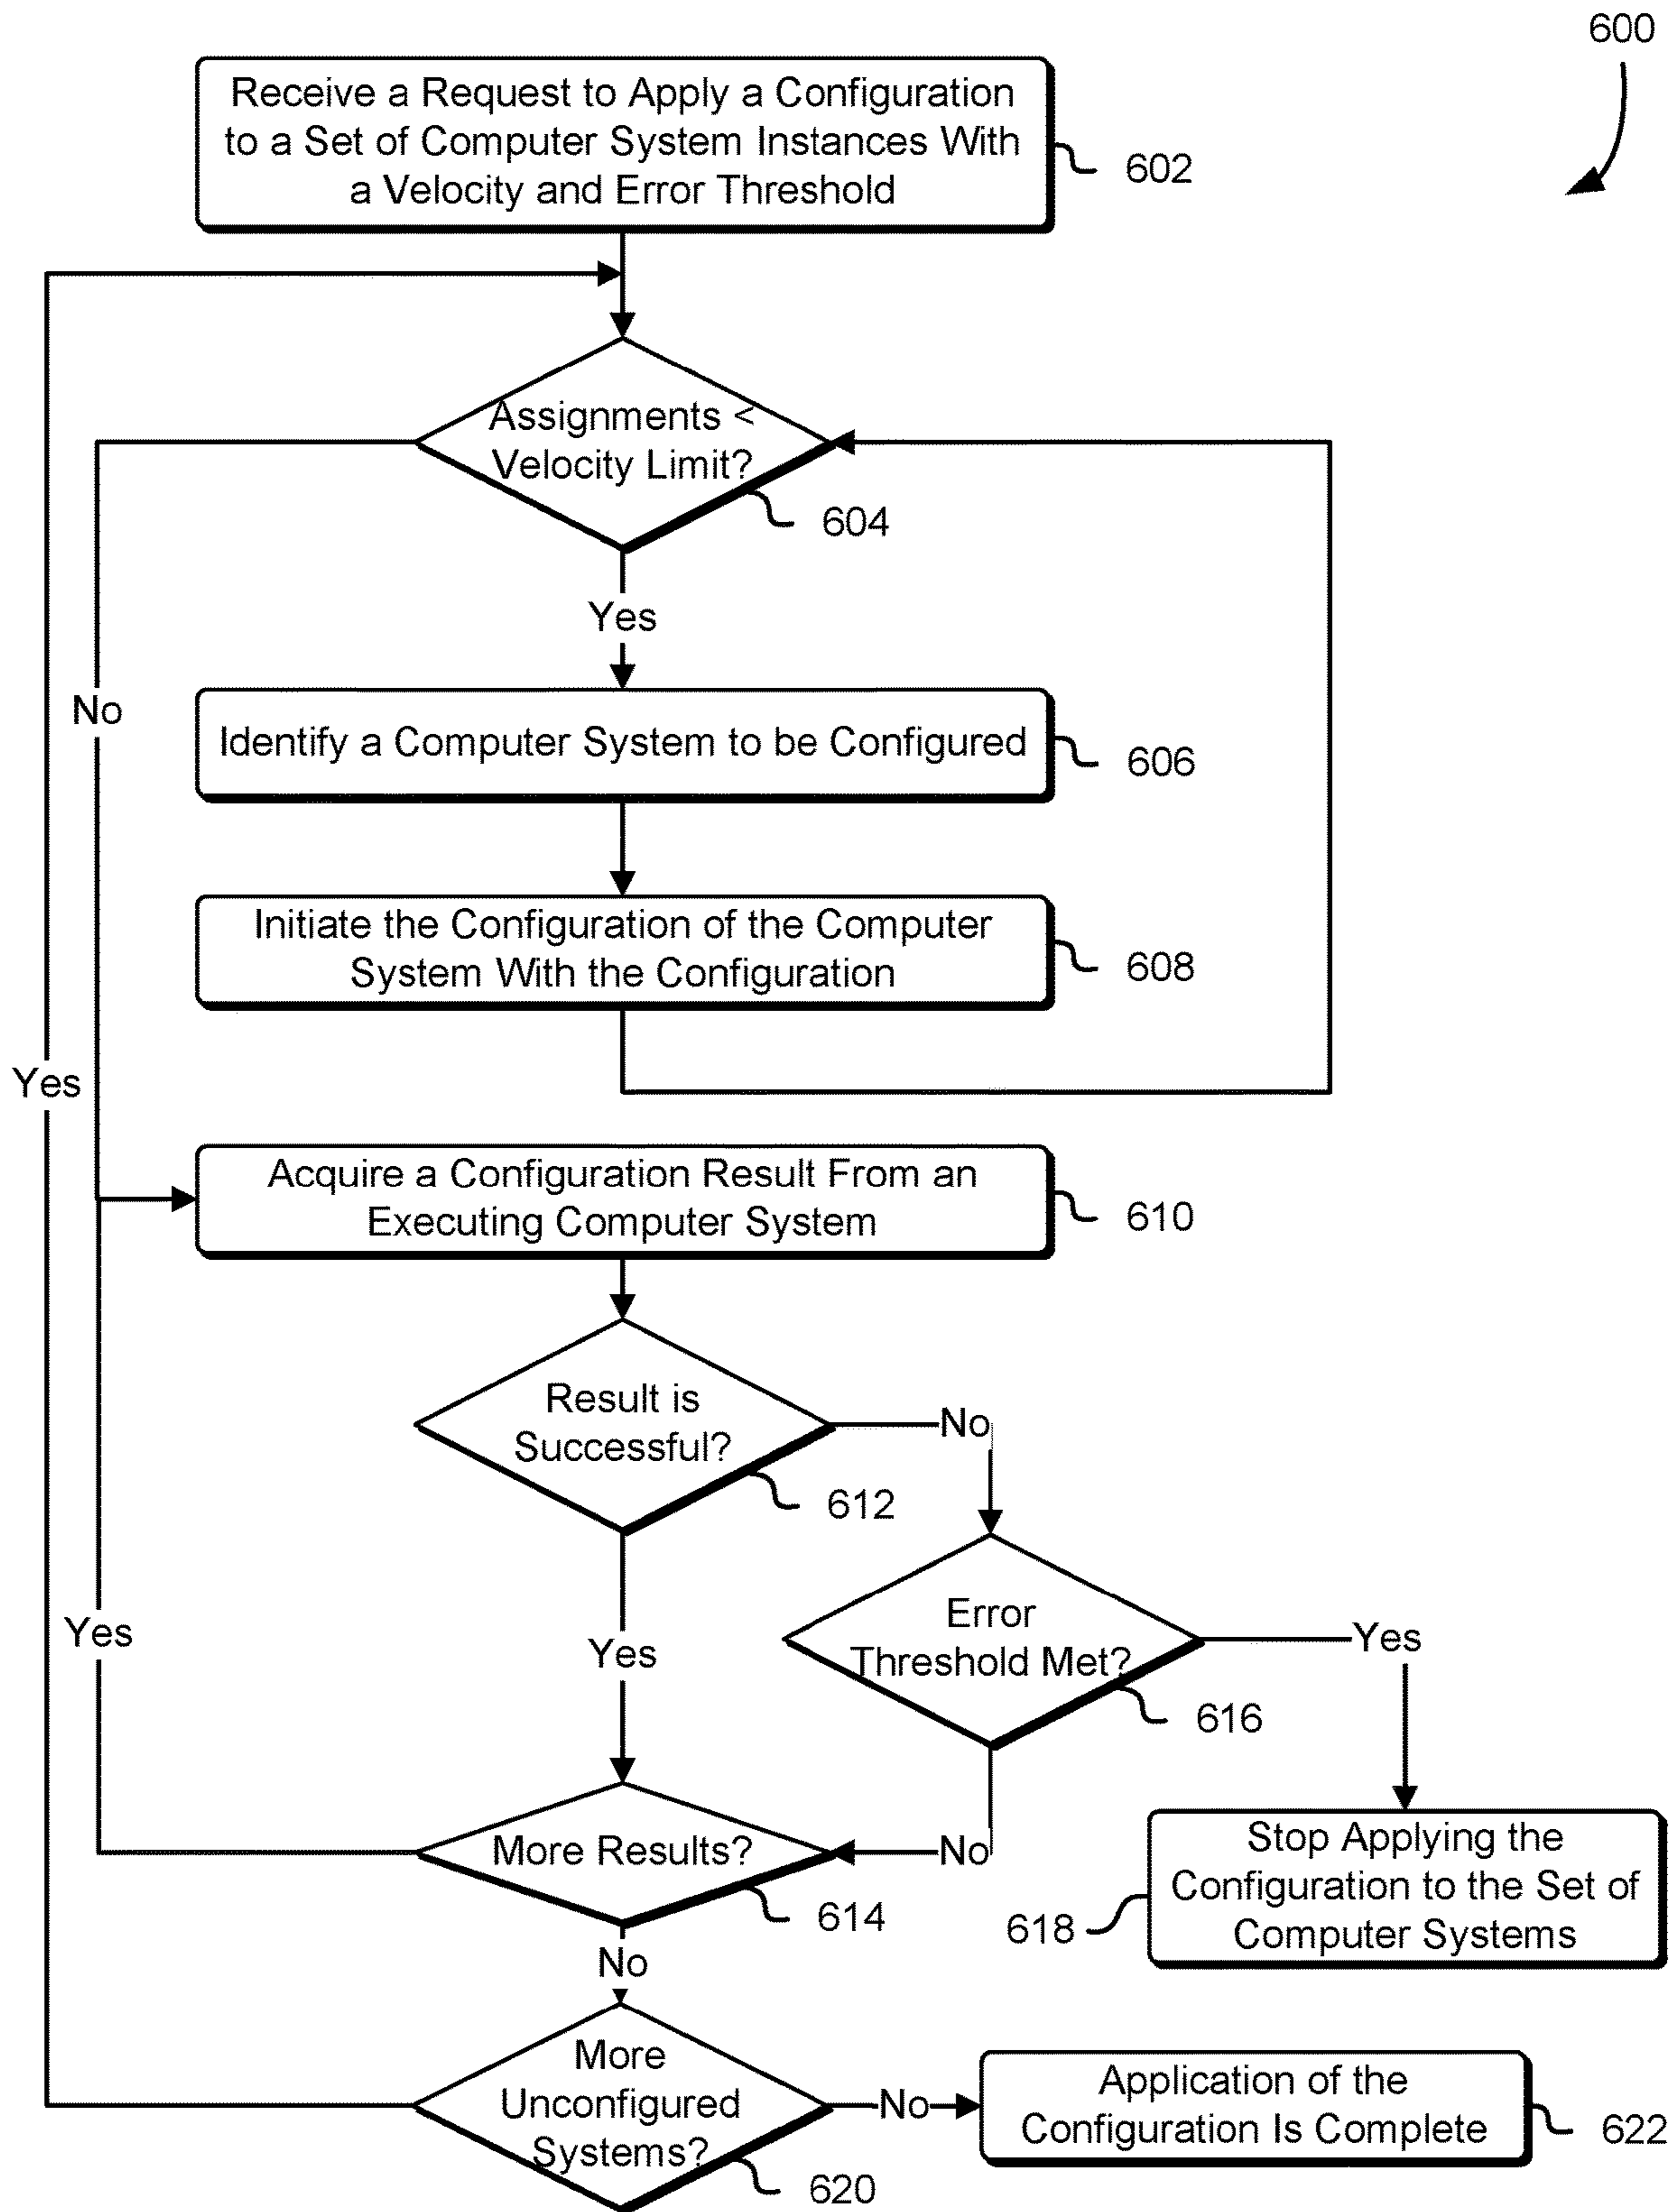 600
Receive a Request to Apply a Configuration
to a Set of Computer System Instances With
a Velocity and Error Threshold
602
Assignments <
Velocity Limit?
604
Yes
No
Identify a Computer System to be Configured
606
Initiate the Configuration of the Computer
System With the Configuration
608
Yes
Acquire a Configuration Result From an
Executing Computer System
610
Result is
Successful?
612
No
Yes
Yes
Error
Threshold Met?
616
Yes
More Results?
614
No
Stop Applying the
Configuration to the Set of
Computer Systems
618
No
More
Unconfigured
Systems?
620
No
Application of the
Configuration Is Complete
622